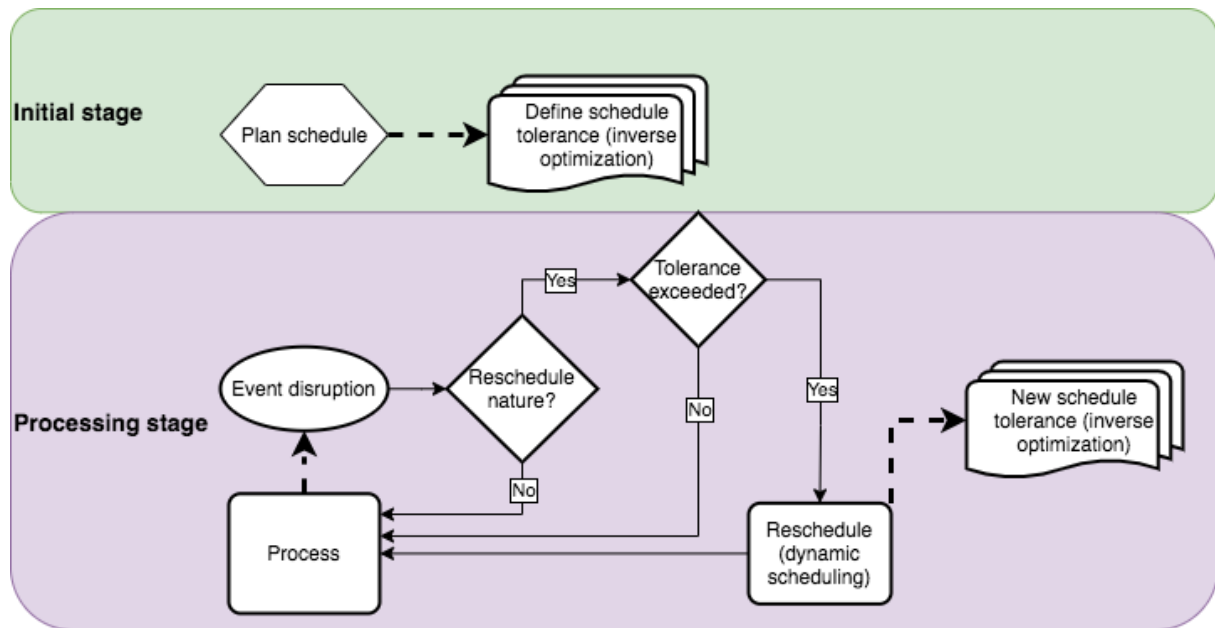 Initial stage
Plan schedule
Define schedule
tolerance (inverse
optimization)
Processing stage
Event disruption
Reschedule
nature?
Yes
No
Tolerance
exceeded?
Yes
No
Process
Reschedule
(dynamic
scheduling)
New schedule
tolerance (inverse
optimization)